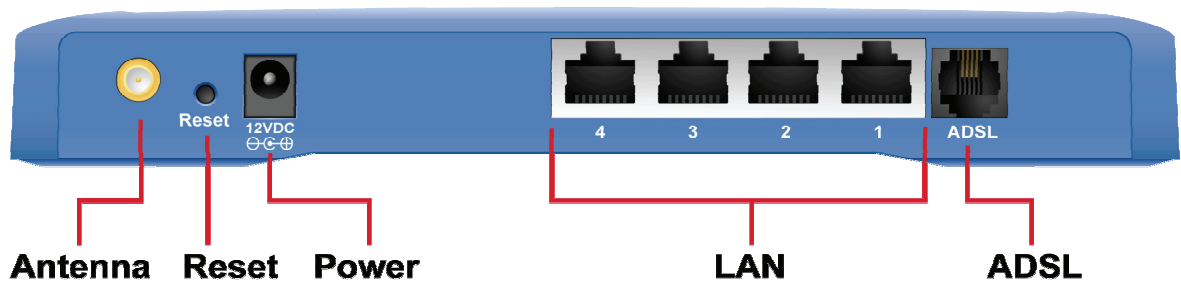 Reset
12VDC
4 3 2 1 ADSL
Antenna Reset Power LAN ADSL